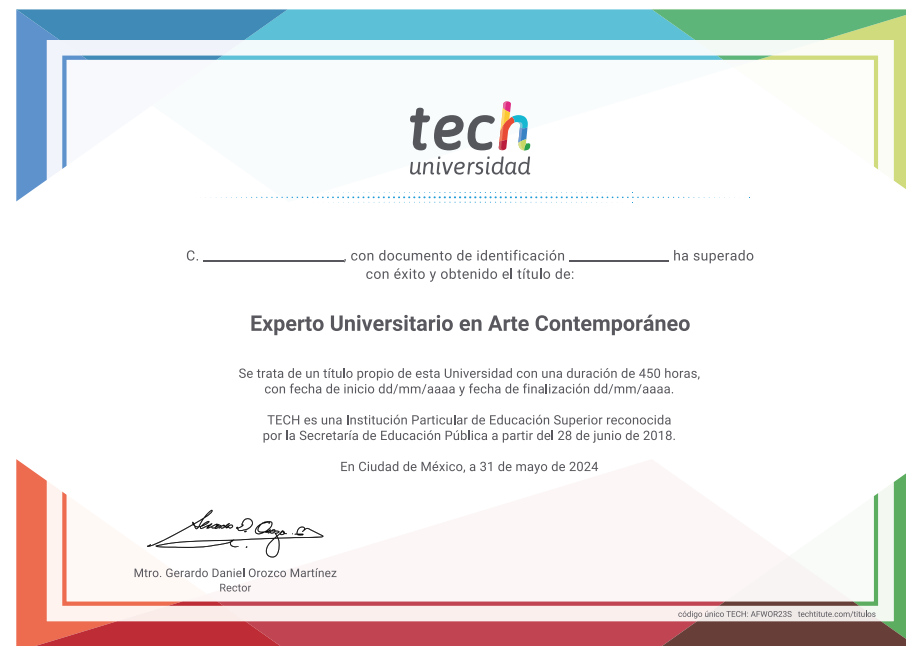 tech
universidad
C. ____________, con documento de identificación ____________ ha superado
con éxito y obtenido el título de:
Experto Universitario en Arte Contemporáneo
Se trata de un título propio de esta Universidad con una duración de 450 horas,
con fecha de inicio dd/mm/aaaa y fecha de finalización dd/mm/aaaa.
TECH es una Institución Particular de Educación Superior reconocida
por la Secretaría de Educación Pública a partir del 28 de junio de 2018.
En Ciudad de México, a 31 de mayo de 2024
Mtro. Gerardo Daniel Orozco Martínez
Rector
código único TECH: AFWOR23S techtitute.com/titulos